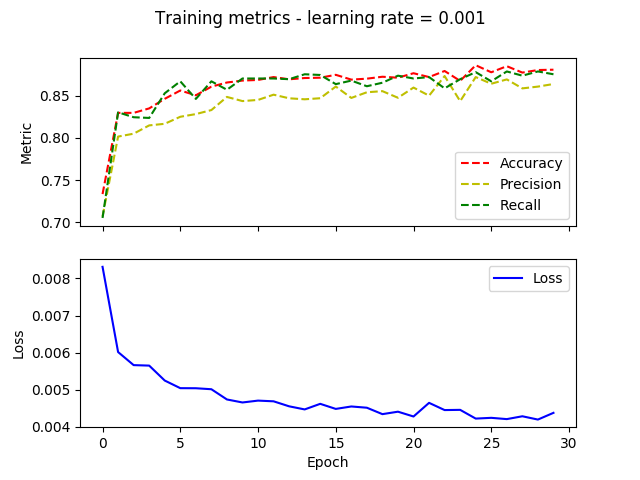 Training metrics - learning rate = 0.001
0.85
0.80
0.75
0.70
Metric
Accuracy
Precision
Recall
0.008
0.007
0.006
0.005
0.004
Loss
Loss
0 5 10 15 20 25 30
Epoch